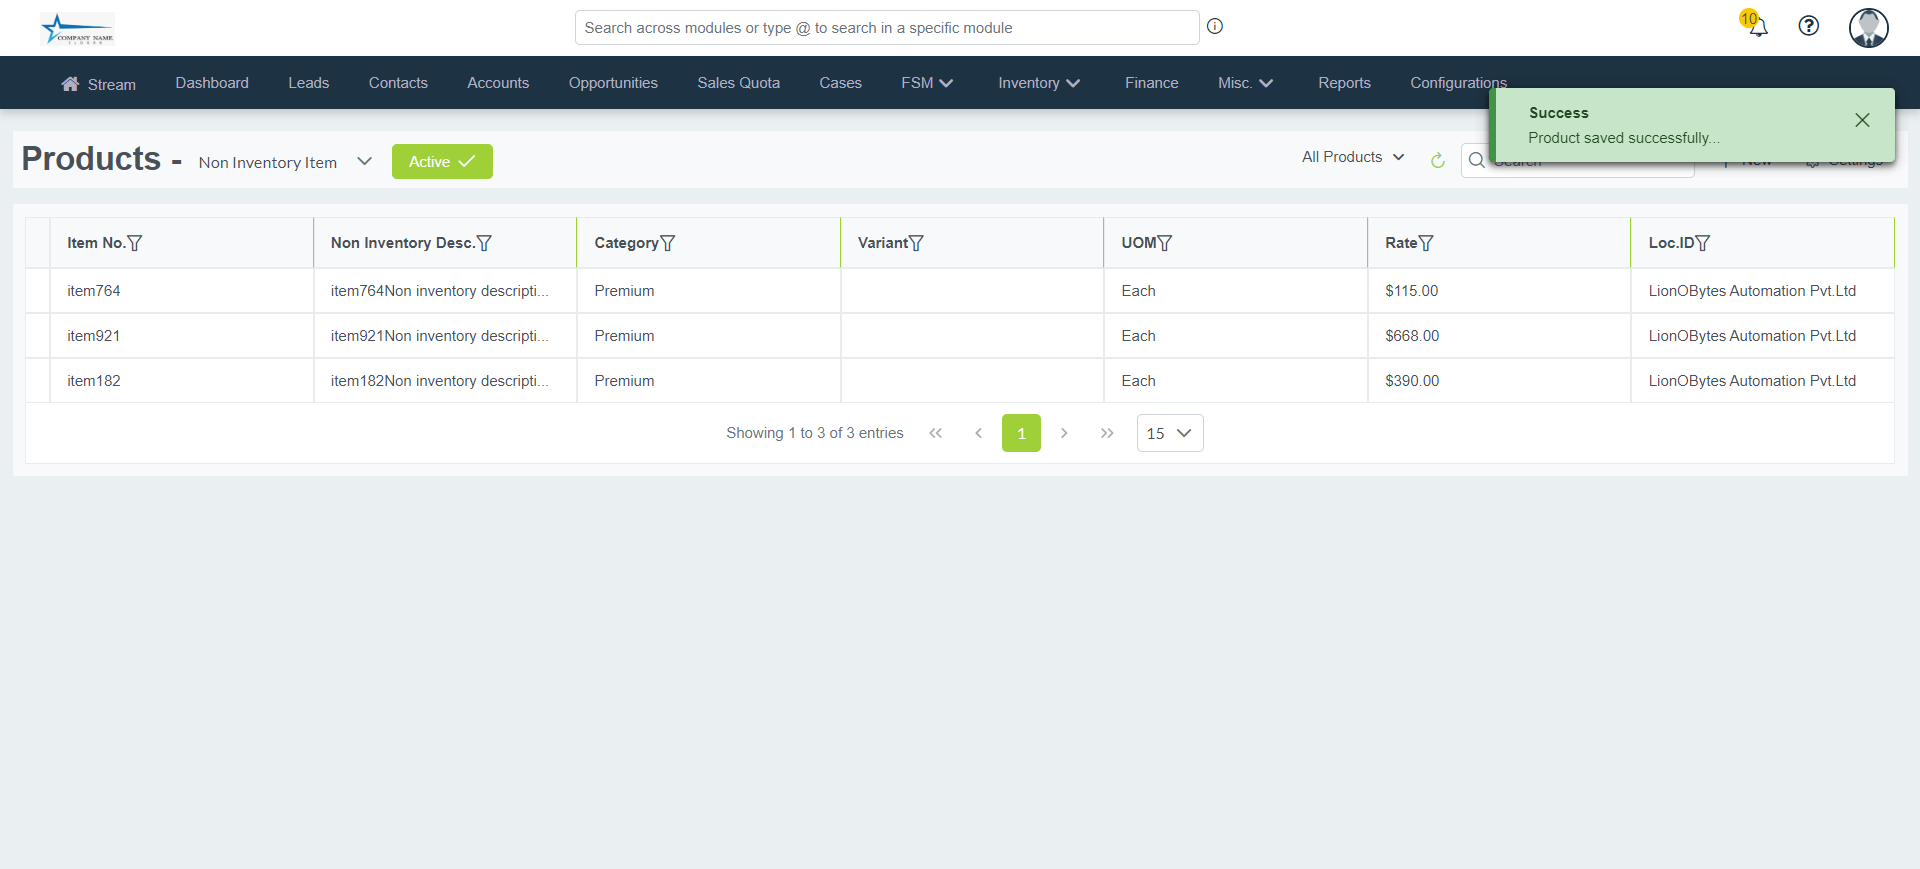 COMPANY NAME
Search across modules or type @ to search in a specific module
10
Stream Dashboard Leads Contacts Accounts Opportunities Sales Quota Cases FSM Inventory Finance Misc. Reports Configurations
Success
Product saved successfully...
Products - Non Inventory Item Active All Products Search New Settings
Item No. Non Inventory Desc. Category Variant UOM Rate Loc.ID
item764 item764Non inventory descripti... Premium Each $115.00 LionOBytes Automation Pvt.Ltd
item921 item921Non inventory descripti... Premium Each $668.00 LionOBytes Automation Pvt.Ltd
item182 item182Non inventory descripti... Premium Each $390.00 LionOBytes Automation Pvt.Ltd
Showing 1 to 3 of 3 entries 1 15